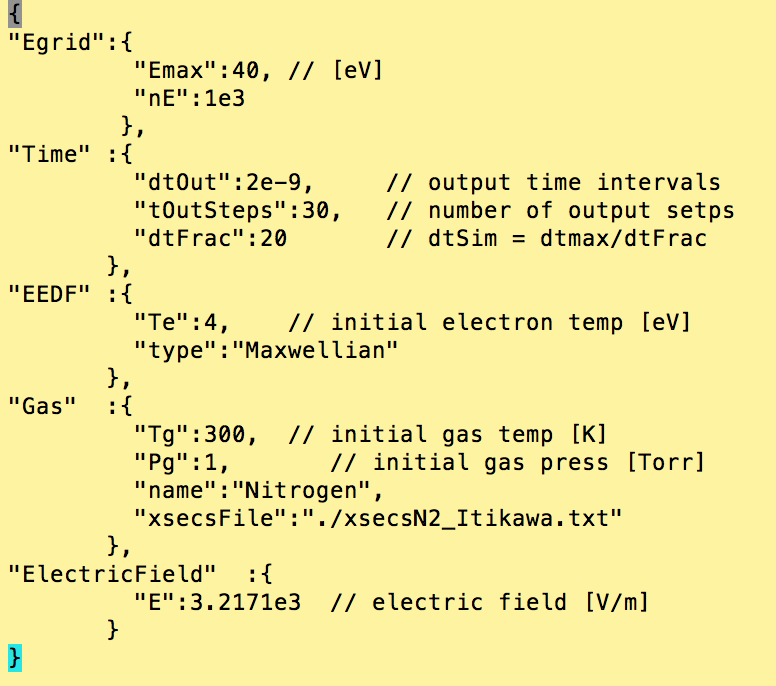 {
"Egrid":{
         "Emax":40, // [eV]
         "nE":1e3
        },
"Time" :{
         "dtOut":2e-9,     // output time intervals
         "tOutSteps":30,   // number of output setps
         "dtFrac":20       // dtSim = dtmax/dtFrac
       },
"EEDF" :{
         "Te":4,    // initial electron temp [eV]
         "type":"Maxwellian"
       },
"Gas"  :{
         "Tg":300,  // initial gas temp [K]
         "Pg":1,       // initial gas press [Torr]
         "name":"Nitrogen",
         "xsecsFile":"./xsecsN2_Itikawa.txt"
       },
"ElectricField"  :{
         "E":3.2171e3  // electric field [V/m]
       }
}